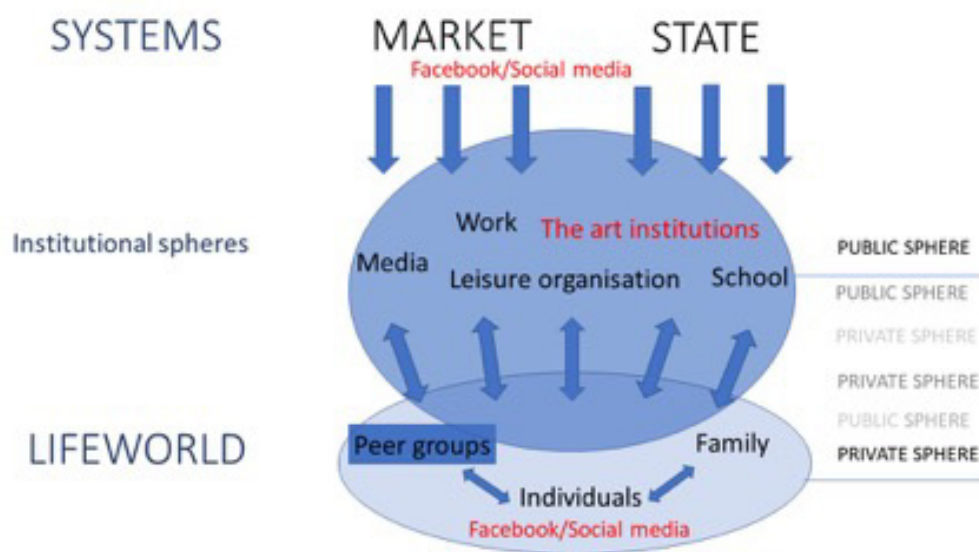 SYSTEMS MARKET STATE
Facebook/Social media
Work
The art institutions
Institutional spheres
Media
Leisure organisation
School
PUBLIC SPHERE
PUBLIC SPHERE
PRIVATE SPHERE
PRIVATE SPHERE
PUBLIC SPHERE
PRIVATE SPHERE
LIFEWORLD
Peer groups
Family
Individuals
Facebook/Social media